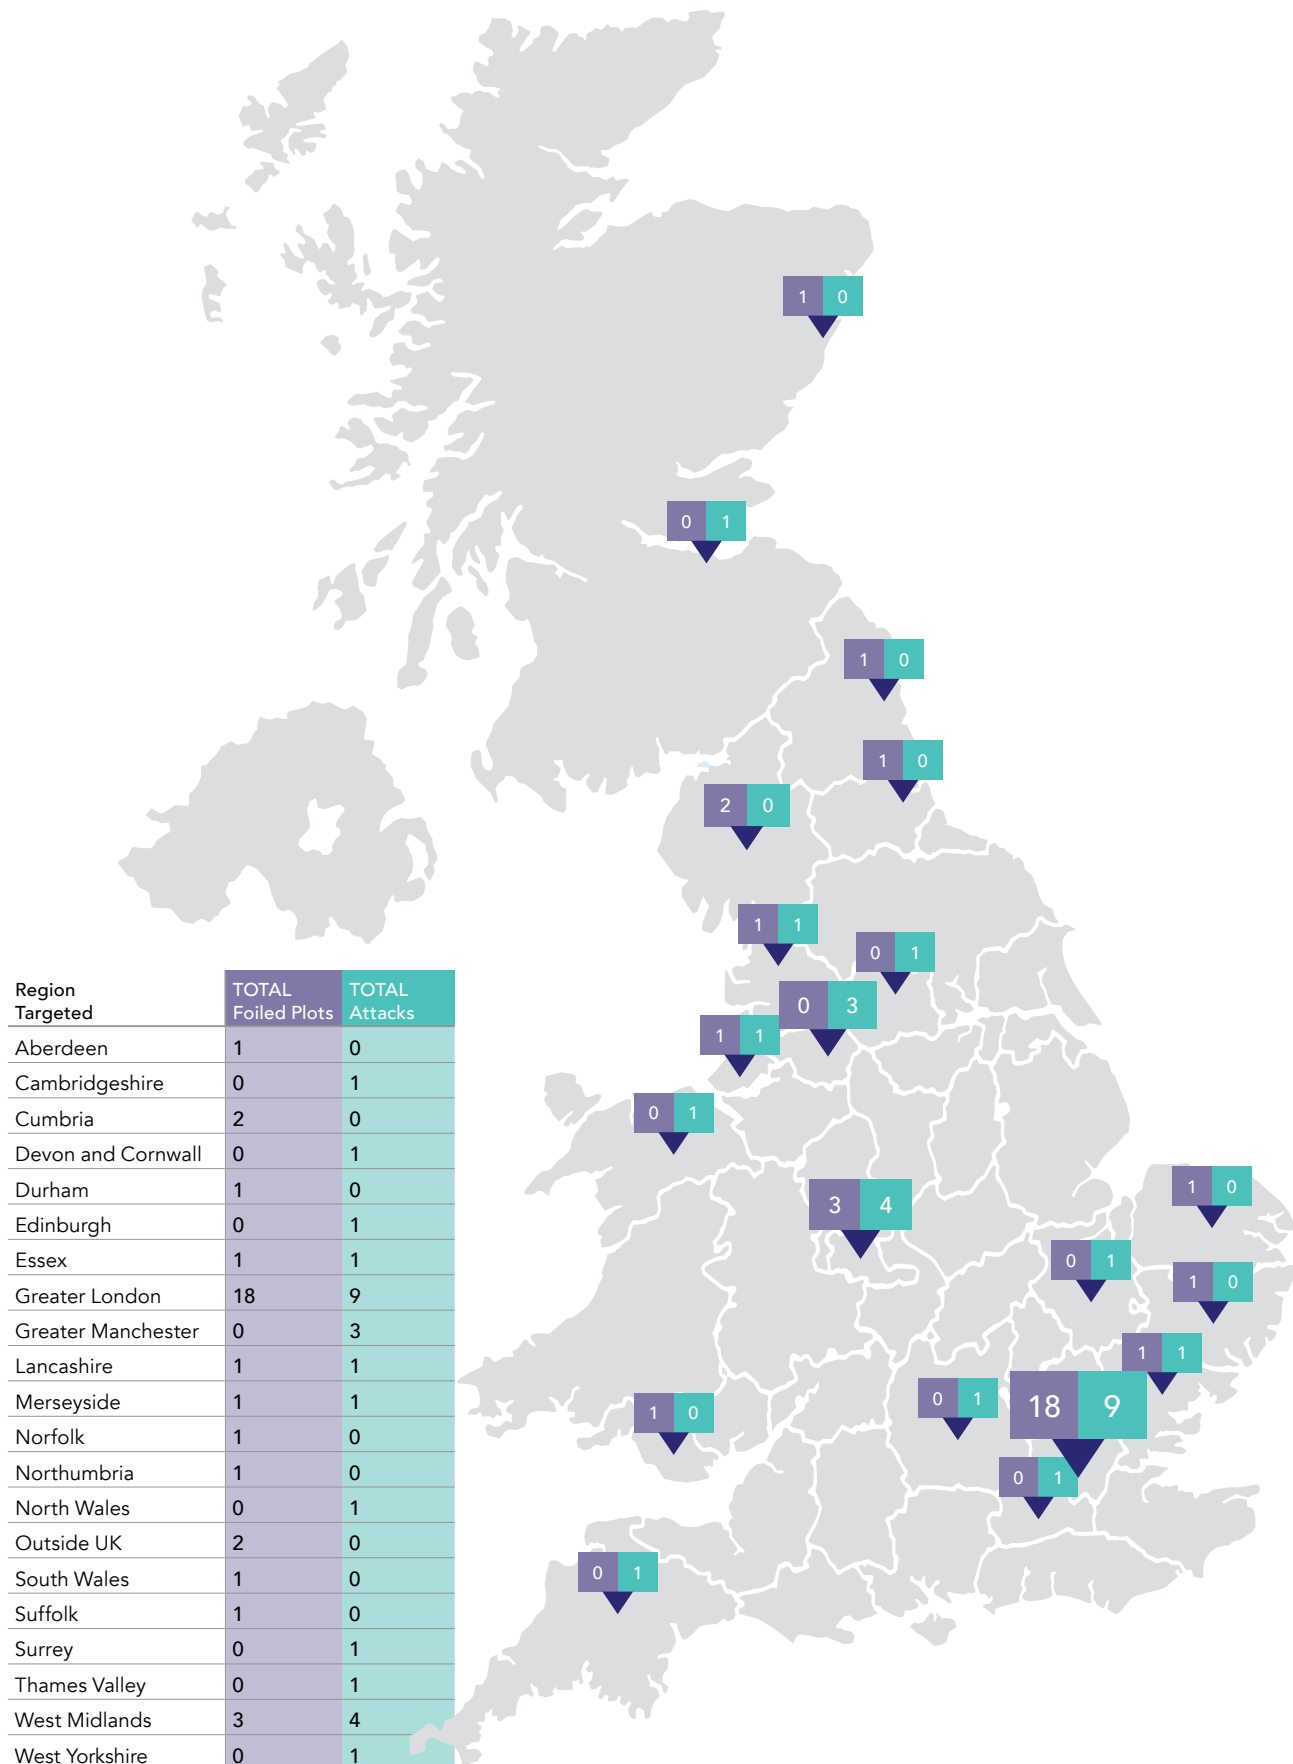 1 0
0 1
1 0
1 0
2 0
1 1
0 1
0 3
1 1
0 1
3 4
1 0
0 1
1 0
1 1
18 9
0 1
1 0
0 1
0 1
Region Targeted TOTAL Foiled Plots TOTAL Attacks
Aberdeen 1 0
Cambridgeshire 0 1
Cumbria 2 0
Devon and Cornwall 0 1
Durham 1 0
Edinburgh 0 1
Essex 1 1
Greater London 18 9
Greater Manchester 0 3
Lancashire 1 1
Merseyside 1 1
Norfolk 1 0
Northumbria 1 0
North Wales 0 1
Outside UK 2 0
South Wales 1 0
Suffolk 1 0
Surrey 0 1
Thames Valley 0 1
West Midlands 3 4
West Yorkshire 0 1